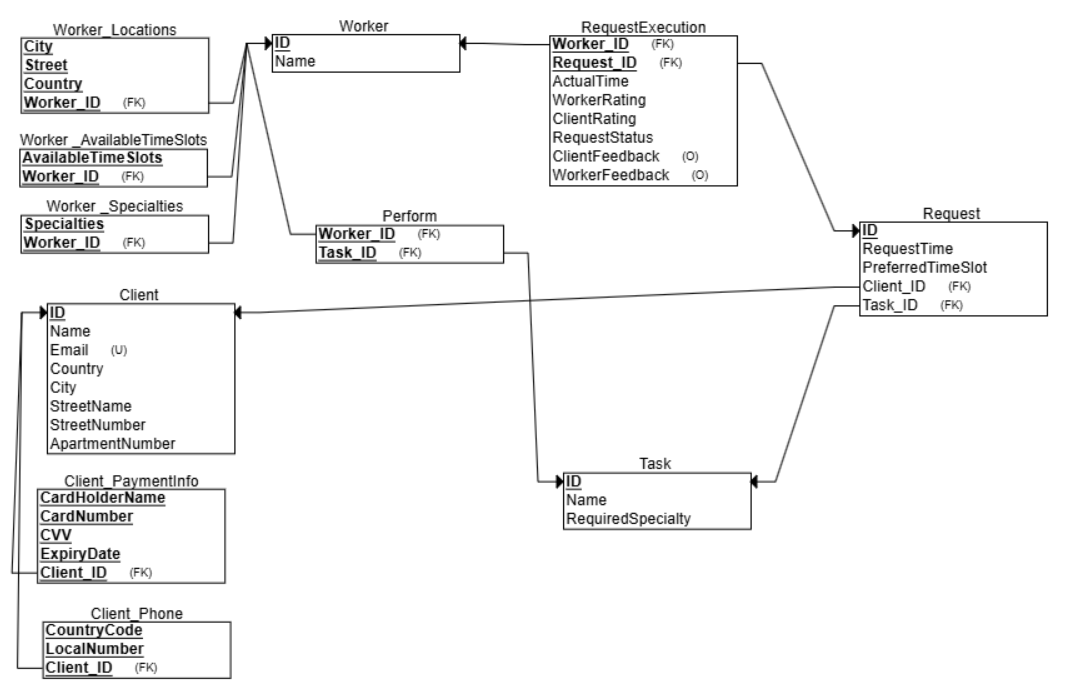 Worker_Locations
City
Street
Country
Worker_ID (FK)
Worker
ID
Name
RequestExecution
Worker_ID (FK)
Request_ID (FK)
ActualTime
WorkerRating
ClientRating
RequestStatus
ClientFeedback (O)
WorkerFeedback (O)
Worker _AvailableTimeSlots
AvailableTimeSlots
Worker_ID (FK)
Worker _Specialties
Specialties
Worker_ID (FK)
Perform
Worker_ID (FK)
Task_ID (FK)
Request
ID
RequestTime
PreferredTimeSlot
Client_ID (FK)
Task_ID (FK)
Client
ID
Name
Email (U)
Country
City
StreetName
StreetNumber
ApartmentNumber
Task
ID
Name
RequiredSpecialty
Client_PaymentInfo
CardHolderName
CardNumber
CVV
ExpiryDate
Client_ID (FK)
Client_Phone
CountryCode
LocalNumber
Client_ID (FK)